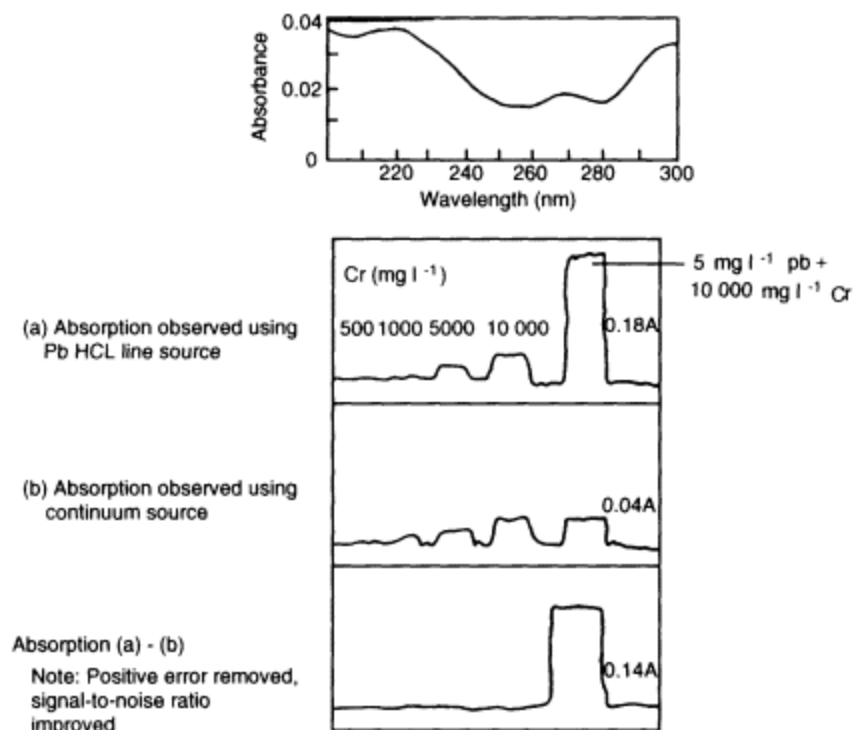 0.04
0.02
0
Absorbance
220 240 260 280 300
Wavelength (nm)
Cr (mg l⁻¹)
500 1000 5000 10 000
0.18A
5 mg l⁻¹ pb +
10 000 mg l⁻¹ Cr
(a) Absorption observed using
Pb HCL line source
(b) Absorption observed using
continuum source
0.04A
Absorption (a) - (b)
Note: Positive error removed,
signal-to-noise ratio
improved
0.14A